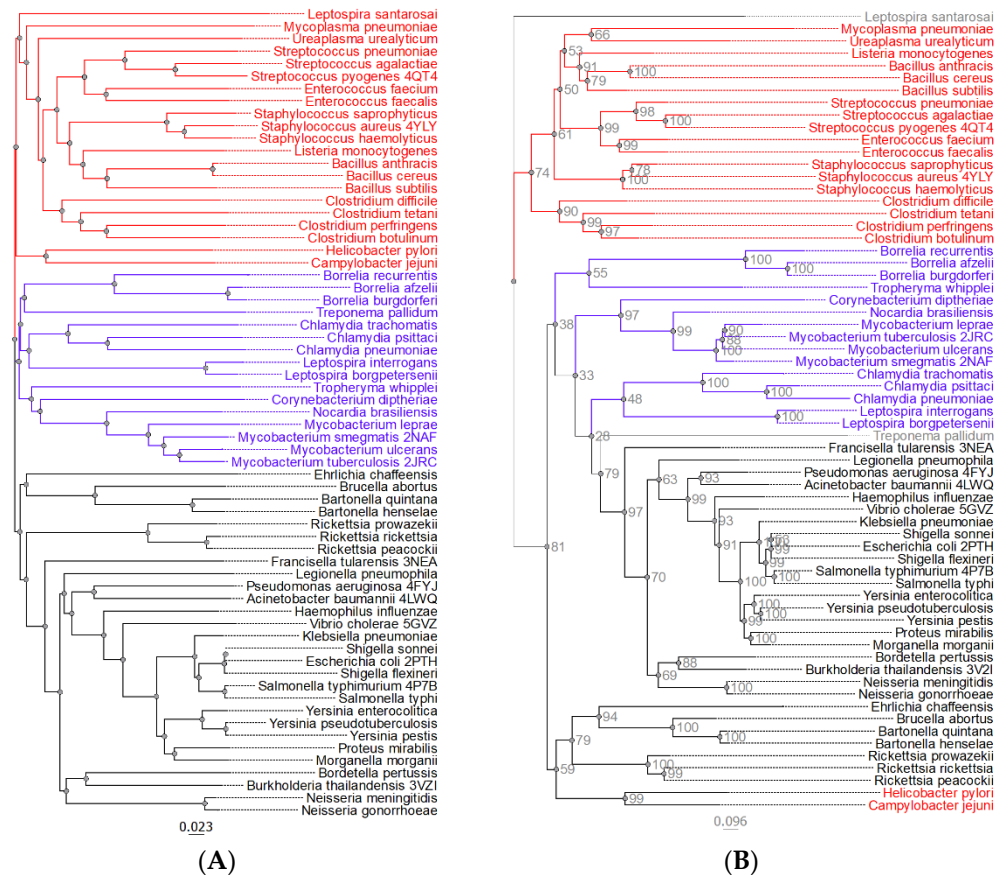 Leptospira santarosai
Mycoplasma pneumoniae
Ureaplasma urealyticum
Streptococcus pneumoniae
Streptococcus agalactiae
Streptococcus pyogenes 4QT4
Enterococcus faecium
Enterococcus faecalis
Staphylococcus saprophyticus
Staphylococcus aureus 4YLY
Staphylococcus haemolyticus
Listeria monocytogenes
Bacillus anthracis
Bacillus cereus
Bacillus subtilis
Clostridium difficile
Clostridium tetani
Clostridium perfringens
Clostridium botulinum
Helicobacter pylori
Campylobacter jejuni
Borrelia recurrentis
Borrelia afzelii
Borrelia burgdorferi
Treponema pallidum
Chlamydia trachomatis
Chlamydia psittaci
Chlamydia pneumoniae
Leptospira interrogans
Leptospira borgpetersenii
Tropheryma whipplei
Corynebacterium diptheriae
Nocardia brasiliensis
Mycobacterium leprae
Mycobacterium smegmatis 2NAF
Mycobacterium ulcerans
Mycobacterium tuberculosis 2JRC
Ehrlichia chaffeensis
Brucella abortus
Bartonella quintana
Bartonella henselae
Rickettsia prowazekii
Rickettsia rickettsia
Rickettsia peacockii
Francisella tularensis 3NEA
Legionella pneumophila
Pseudomonas aeruginosa 4FYJ
Acinetobacter baumannii 4LWQ
Haemophilus influenzae
Vibrio cholerae 5GVZ
Klebsiella pneumoniae
Shigella sonnei
Escherichia coli 2PTH
Shigella flexineri
Salmonella typhimurium 4P7B
Salmonella typhi
Yersinia enterocolitica
Yersinia pseudotuberculosis
Yersinia pestis
Proteus mirabilis
Morganella morganii
Bordetella pertussis
Burkholderia thailandensis 3VZI
Neisseria meningitidis
Neisseria gonorrhoeae
0.023
(A)
Leptospira santarosai
Mycoplasma pneumoniae
66
Ureaplasma urealyticum
53
Listeria monocytogenes
91
Bacillus anthracis
100
Bacillus cereus
79
Bacillus subtilis
50
Streptococcus pneumoniae
98
Streptococcus agalactiae
100
Streptococcus pyogenes 4QT4
99
Enterococcus faecium
61
99
Enterococcus faecalis
Staphylococcus saprophyticus
78
74
Staphylococcus aureus 4YLY
100
Staphylococcus haemolyticus
Clostridium difficile
90
Clostridium tetani
99
Clostridium perfringens
97
Clostridium botulinum
Borrelia recurrentis
100
Borrelia afzelii
100
55
Borrelia burgdorferi
Tropheryma whipplei
Corynebacterium diptheriae
97
Nocardia brasiliensis
38
99
Mycobacterium leprae
90
Mycobacterium tuberculosis 2JRC
88
Mycobacterium ulcerans
100
Mycobacterium smegmatis 2NAF
33
Chlamydia trachomatis
100
Chlamydia psittaci
100
48
Chlamydia pneumoniae
Leptospira interrogans
100
Leptospira borgpetersenii
28
Treponema pallidum
Francisella tularensis 3NEA
Legionella pneumophila
79
63
Pseudomonas aeruginosa 4FYJ
93
Acinetobacter baumannii 4LWQ
99
Haemophilus influenzae
97
93
Vibrio cholerae 5GVZ
Klebsiella pneumoniae
Shigella sonnei
91
Escherichia coli 2PTH
99
Shigella flexineri
99
Salmonella typhimurium 4P7B
100
100
Salmonella typhi
81
70
Yersinia enterocolitica
100
Yersinia pseudotuberculosis
100
99
Yersinia pestis
Proteus mirabilis
100
Morganella morganii
Bordetella pertussis
88
Burkholderia thailandensis 3V2I
69
Neisseria meningitidis
100
Neisseria gonorrhoeae
Ehrlichia chaffeensis
94
Brucella abortus
100
Bartonella quintana
100
79
Bartonella henselae
Rickettsia prowazekii
100
59
Rickettsia rickettsia
99
Rickettsia peacockii
Helicobacter pylori
99
Campylobacter jejuni
0.096
(B)